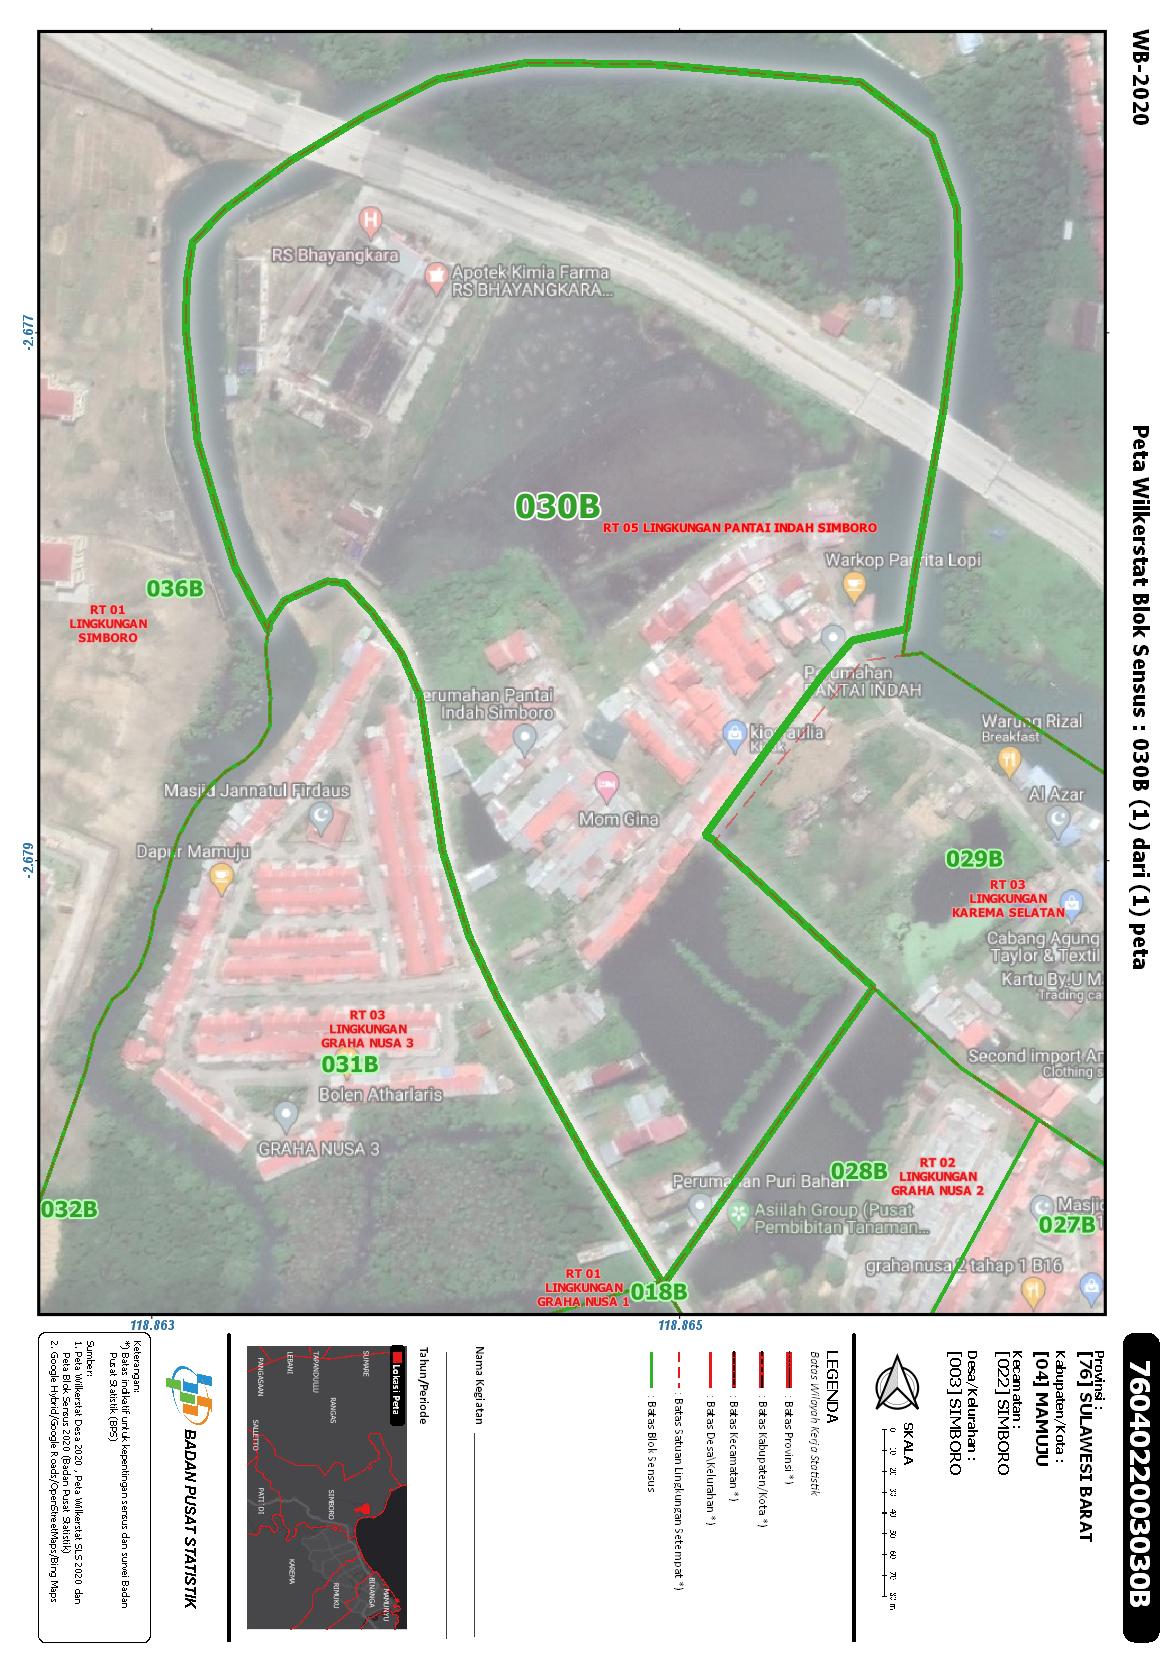 WB-2020
Peta Wilkerstat Blok Sensus : 030B (1) dari (1) peta
RS Bhayangkara
Apotek Kimia Farma
RS BHAYANGKARA...
-2.677
030B
RT 05 LINGKUNGAN PANTAI INDAH SIMBORO
Warkop Panrita Lopi
036B
RT 01
LINGKUNGAN
SIMBORO
Perumahan
PANTAI INDAH
Perumahan Pantai
Indah Simboro
kios aulia
Kiosk
Warung Rizal
Breakfast
Masjid Jannatul Firdaus
Mom Gina
Al Azar
Dapur Mamuju
-2.679
029B
RT 03
LINGKUNGAN
KAREMA SELATAN
Cabang Agung
Taylor & Textil
Kartu By.U M
Trading ca
RT 03
LINGKUNGAN
GRAHA NUSA 3
031B
Second import Ar
Clothing s
Bolen Atharlaris
GRAHA NUSA 3
028B
RT 02
LINGKUNGAN
GRAHA NUSA 2
Perumahan Puri Bahari
Asiilah Group (Pusat
Pembibitan Tanaman...
032B
Masjid
027B
graha nusa 2 tahap 1 B16
RT 01
LINGKUNGAN
GRAHA NUSA 1
018B
118.863
118.865
7604022003030B
Provinsi :
[76] SULAWESI BARAT
Kabupaten/Kota :
[04] MAMUJU
Kecamatan :
[022] SIMBORO
Desa/Kelurahan :
[003] SIMBORO
SKALA
0 10 20 30 40 50 60 70 80 m
LEGENDA
Batas Wilayah Kerja Statistik
: Batas Provinsi *)
: Batas Kabupaten/Kota *)
: Batas Kecamatan *)
: Batas Desa\Kelurahan *)
: Batas Satuan Lingkungan Setempat *)
: Batas Blok Sensus
Nama Kegiatan
Tahun/Periode
Lokasi Peta
SUMARE
TAPANDULLU
LEBANI
PANGASAAN
RANGAS
SALLETTO
SIMBORO
PATI'DI
MAMUNYU
BINANGA
RIMUKU
KAREMA
BADAN PUSAT STATISTIK
Keterangan:
*) Batas indikatif untuk kepentingan sensus dan survei Badan
Pusat Statistik (BPS)
Sumber:
1. Peta Wilkerstat Desa 2020 , Peta Wilkerstat SLS 2020 dan
Peta Blok Sensus 2020 (Badan Pusat Statistik)
2. Google Hybrid/Google Roads/OpenStreetMaps/Bing Maps